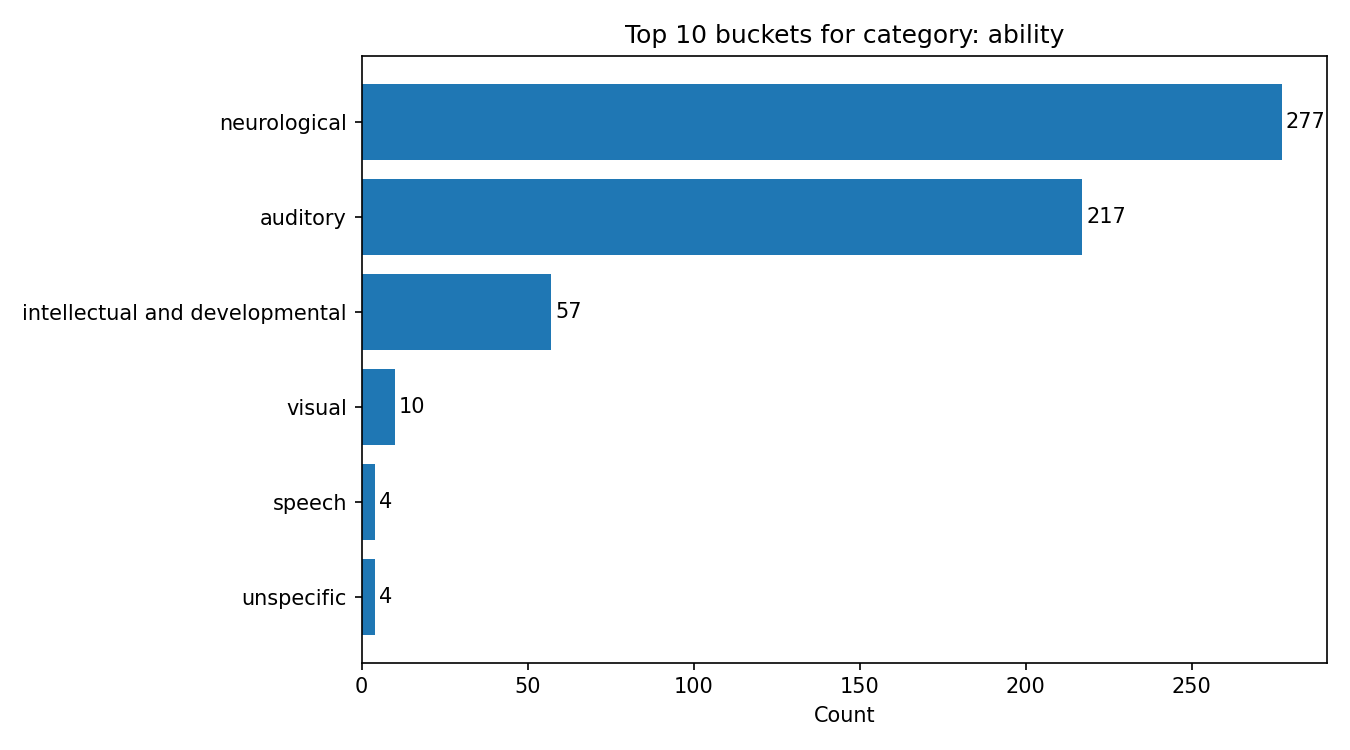 Top 10 buckets for category: ability
neurological 277
auditory 217
intellectual and developmental 57
visual 10
speech 4
unspecific 4
0 50 100 150 200 250
Count